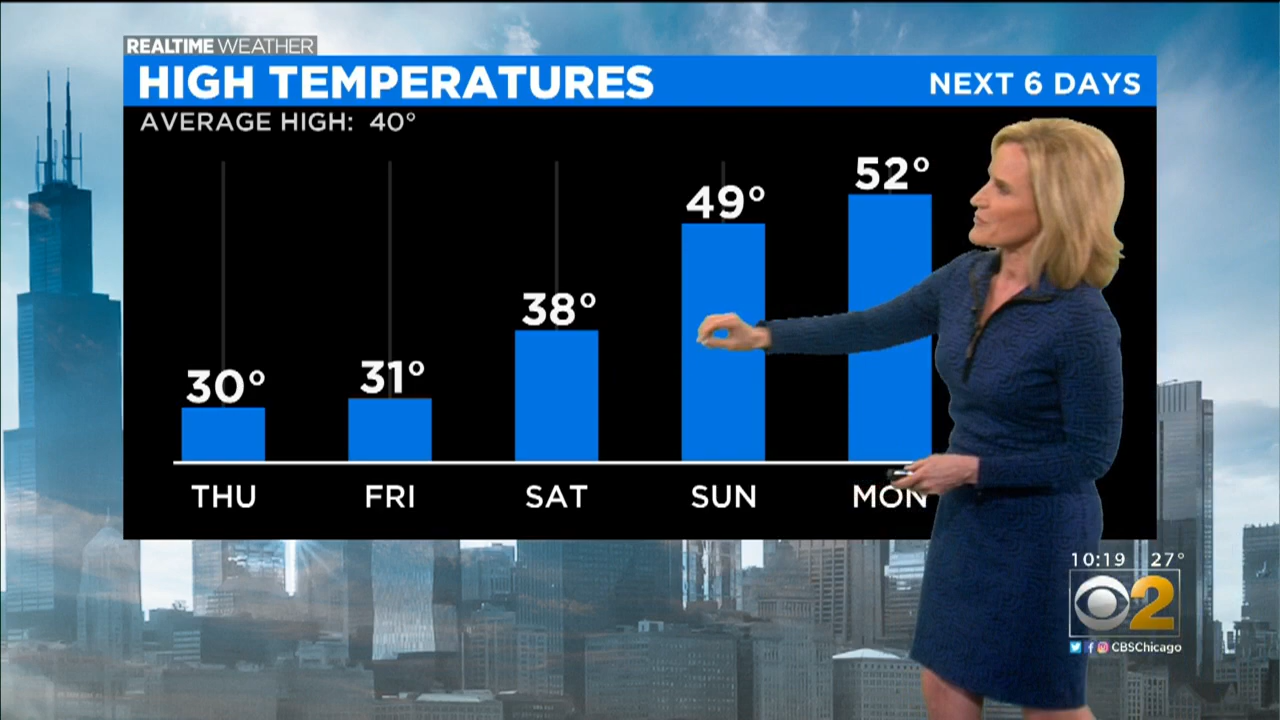 REALTIME WEATHER
HIGH TEMPERATURES
NEXT 6 DAYS
AVERAGE HIGH: 40°
30°
31°
38°
49°
52°
THU
FRI
SAT
SUN
MON
10:19 27°
2
CBSChicago